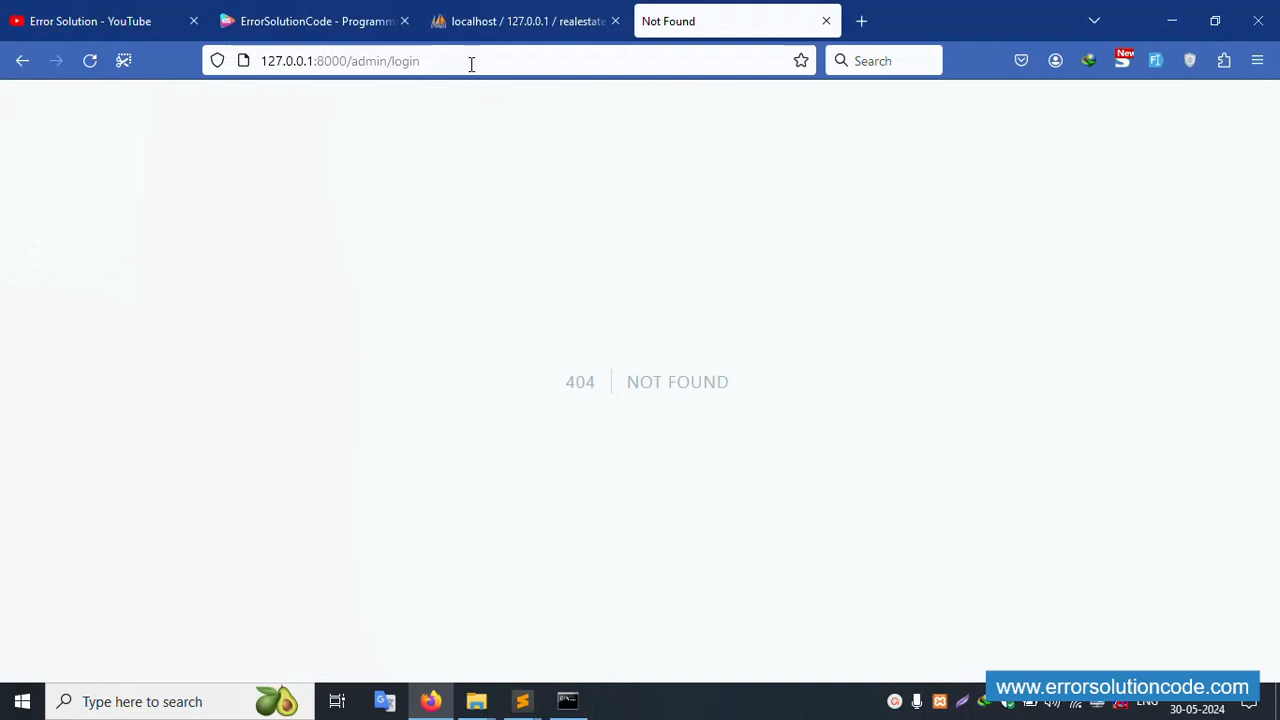 Error Solution - YouTube
ErrorSolutionCode - Programm
localhost / 127.0.0.1 / realestate
Not Found
127.0.0.1:8000/admin/login
Search
New
404
NOT FOUND
Type here to search
ENG
30-05-2024
www.errorsolutioncode.com